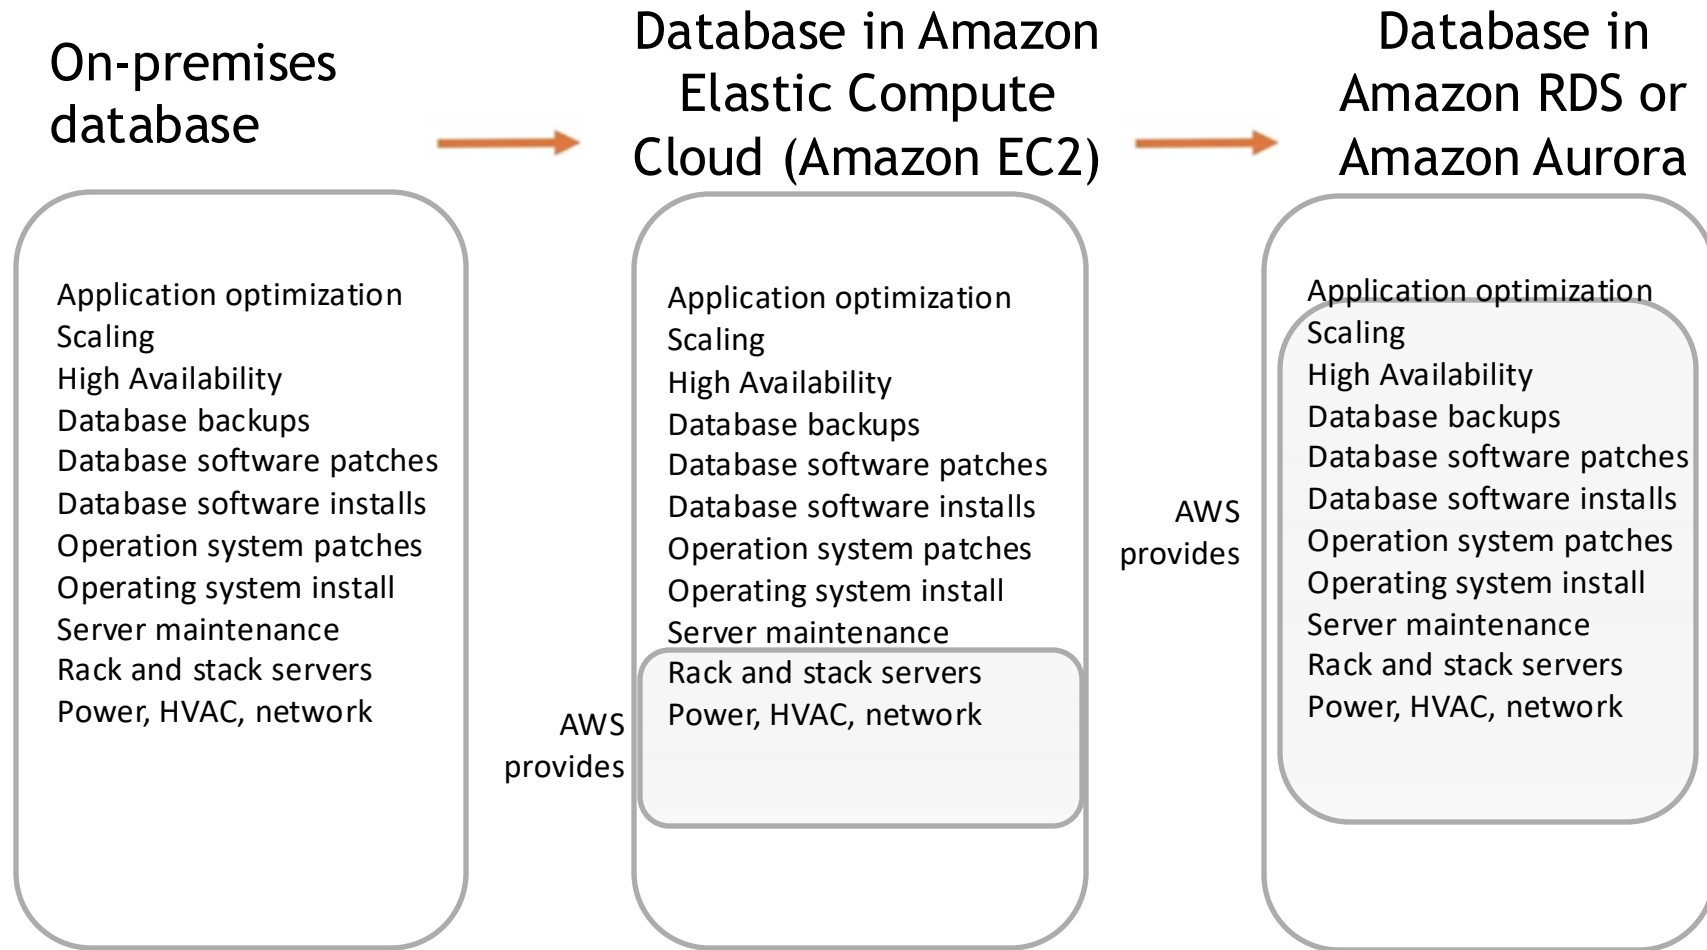 On-premises
database
Application optimization
Scaling
High Availability
Database backups
Database software patches
Database software installs
Operation system patches
Operating system install
Server maintenance
Rack and stack servers
Power, HVAC, network
Database in Amazon
Elastic Compute
Cloud (Amazon EC2)
AWS
provides
Application optimization
Scaling
High Availability
Database backups
Database software patches
Database software installs
Operation system patches
Operating system install
Server maintenance
Rack and stack servers
Power, HVAC, network
Database in
Amazon RDS or
Amazon Aurora
AWS
provides
Application optimization
Scaling
High Availability
Database backups
Database software patches
Database software installs
Operation system patches
Operating system install
Server maintenance
Rack and stack servers
Power, HVAC, network